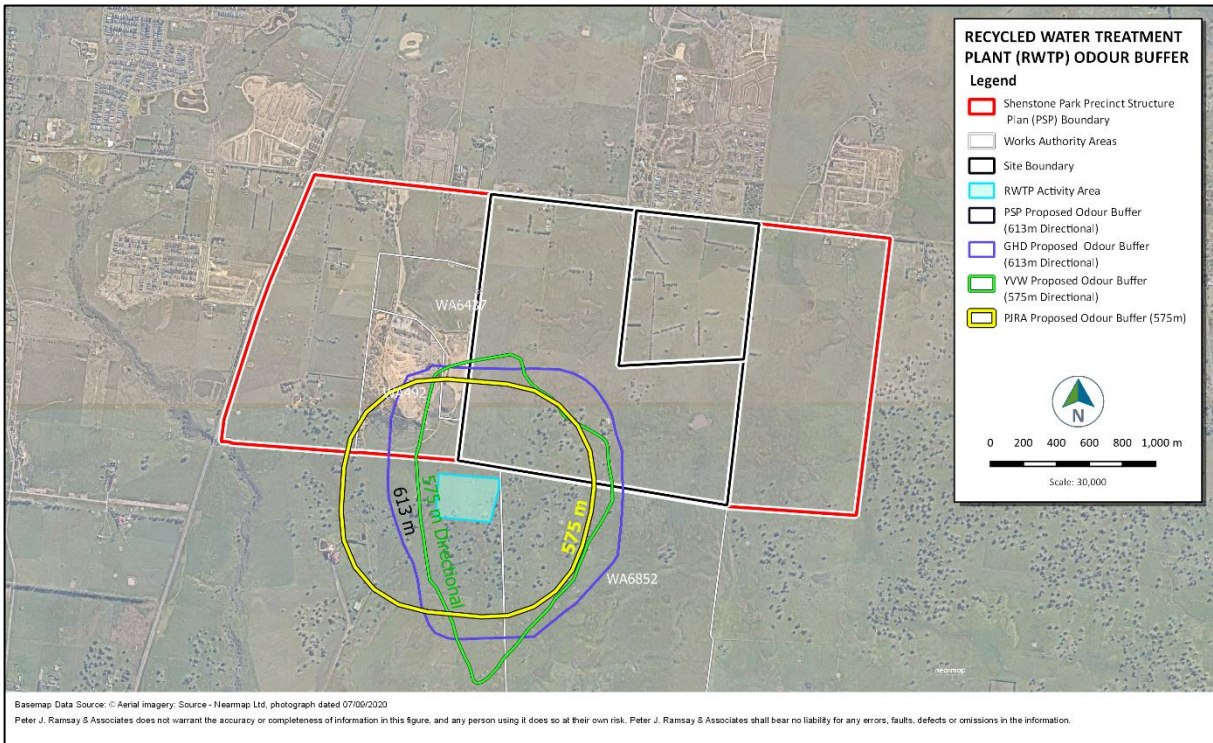 RECYCLED WATER TREATMENT
PLANT (RWTP) ODOUR BUFFER
Legend
Shenstone Park Precinct Structure
Plan (PSP) Boundary
Works Authority Areas
Site Boundary
RWTP Activity Area
PSP Proposed Odour Buffer
(613m Directional)
GHD Proposed Odour Buffer
(613m Directional)
YVW Proposed Odour Buffer
(575m Directional)
PJRA Proposed Odour Buffer (575m)
N
0 200 400 600 800 1,000 m
Scale: 30,000
WA6437
WA492
613 m
575 m Directional
575 m
WA6852
nearmap
Basemap Data Source: © Aerial imagery: Source - Nearmap Ltd, photograph dated 07/09/2020
Peter J. Ramsay & Associates does not warrant the accuracy or completeness of information in this figure, and any person using it does so at their own risk. Peter J. Ramsay & Associates shall bear no liability for any errors, faults, defects or omissions in the information.